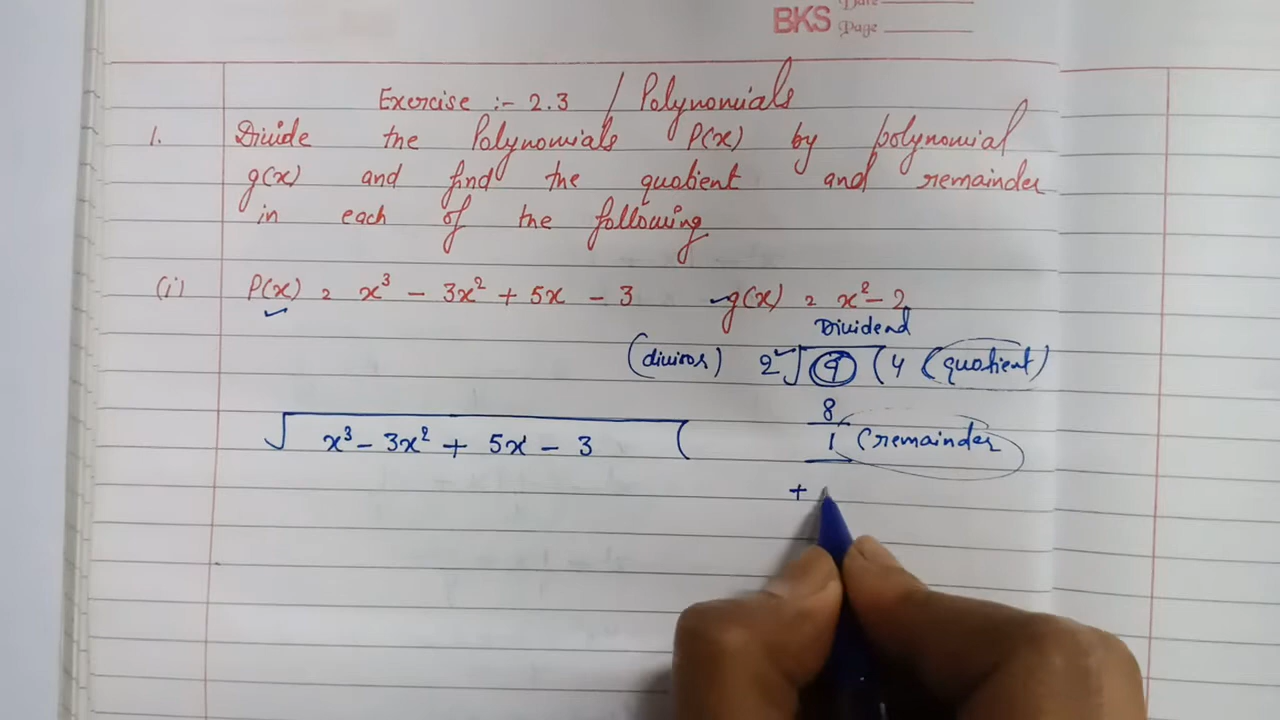 BKS
Date
Page
Exercise :- 2.3 / Polynomials
1. Divide the Polynomials P(x) by polynomial
g(x) and find the quotient and remainder
in each of the following
(i) P(x) = x³ - 3x² + 5x - 3 g(x) = x² - 2
Dividend
(divisor) 2 9 (4 (quotient)
8
1 (remainder
x³ - 3x² + 5x - 3 (
+